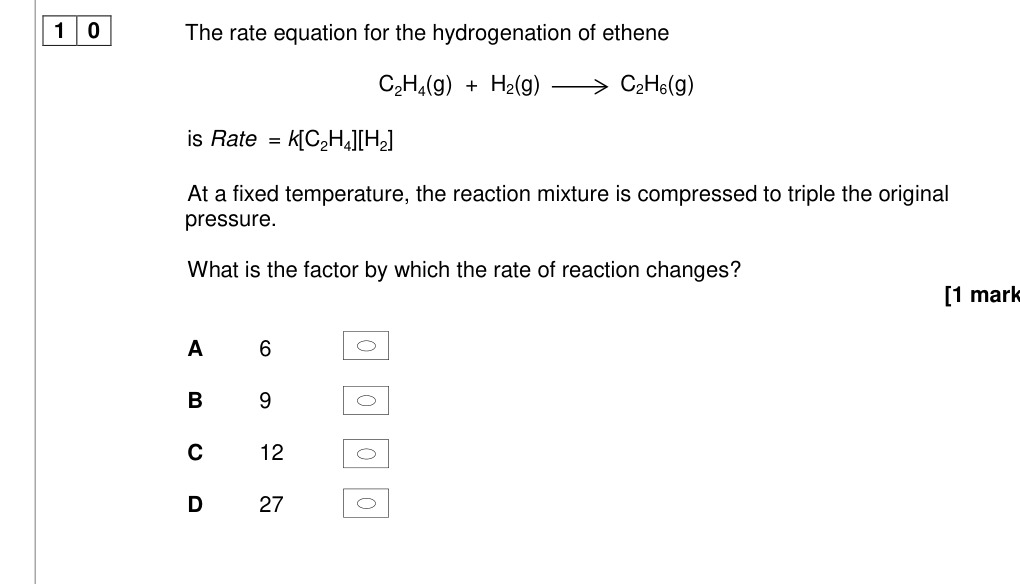 1 0 The rate equation for the hydrogenation of ethene
C₂H₄(g) + H₂(g) ⟶ C₂H₆(g)
is Rate = k[C₂H₄][H₂]
At a fixed temperature, the reaction mixture is compressed to triple the original
pressure.
What is the factor by which the rate of reaction changes?
[1 mark
A 6
B 9
C 12
D 27